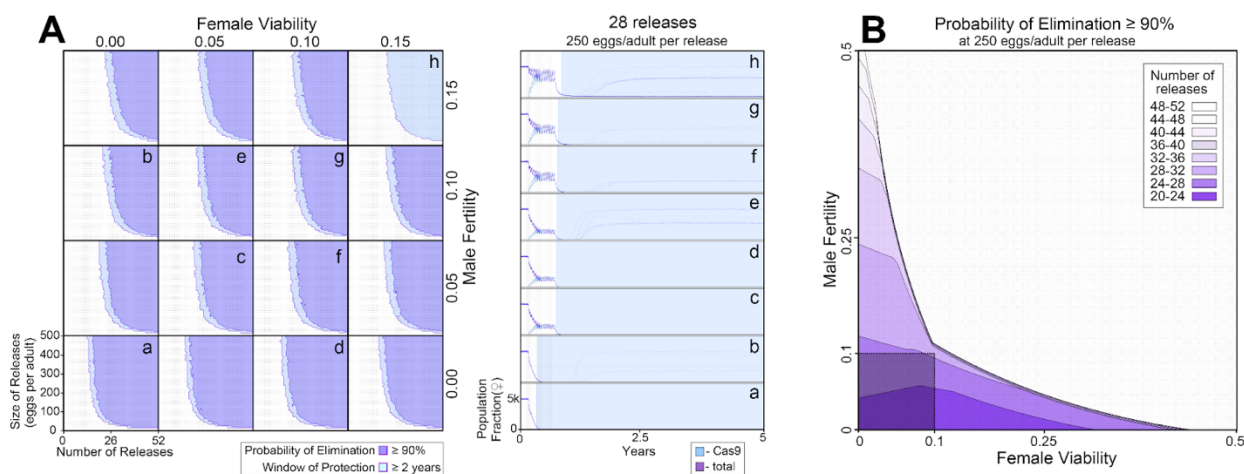 A
Female Viability
0.00 0.05 0.10 0.15
h
0.15
b e g
0.10
c f
0.05
a d
0.00
Male Fertility
Size of Releases
(eggs per adult)
500
400
300
200
100
0
0 26 52
Number of Releases
Probability of Elimination ≥ 90%
Window of Protection ≥ 2 years
28 releases
250 eggs/adult per release
h
g
f
e
d
c
b
a
5K
0
Population
Fraction(♀)
0 2.5 5
Years
- Cas9
- total
B
Probability of Elimination ≥ 90%
at 250 eggs/adult per release
Number of
releases
48-52
44-48
40-44
36-40
32-36
28-32
24-28
20-24
0.5
0.25
0.1
0
Male Fertility
0 0.1 0.25 0.5
Female Viability